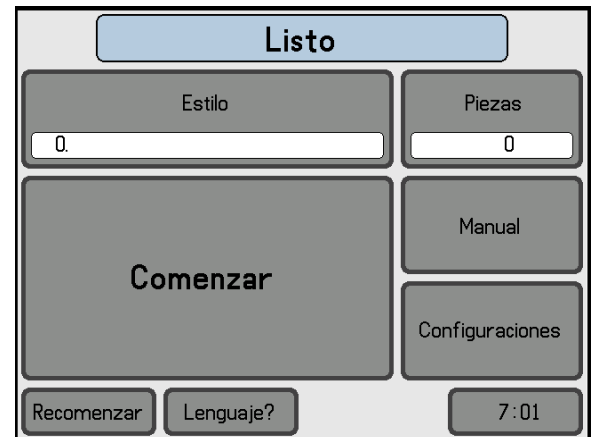 Listo
Estilo
0.
Piezas
0
Comenzar
Manual
Configuraciones
Recomenzar
Lenguaje?
7:01